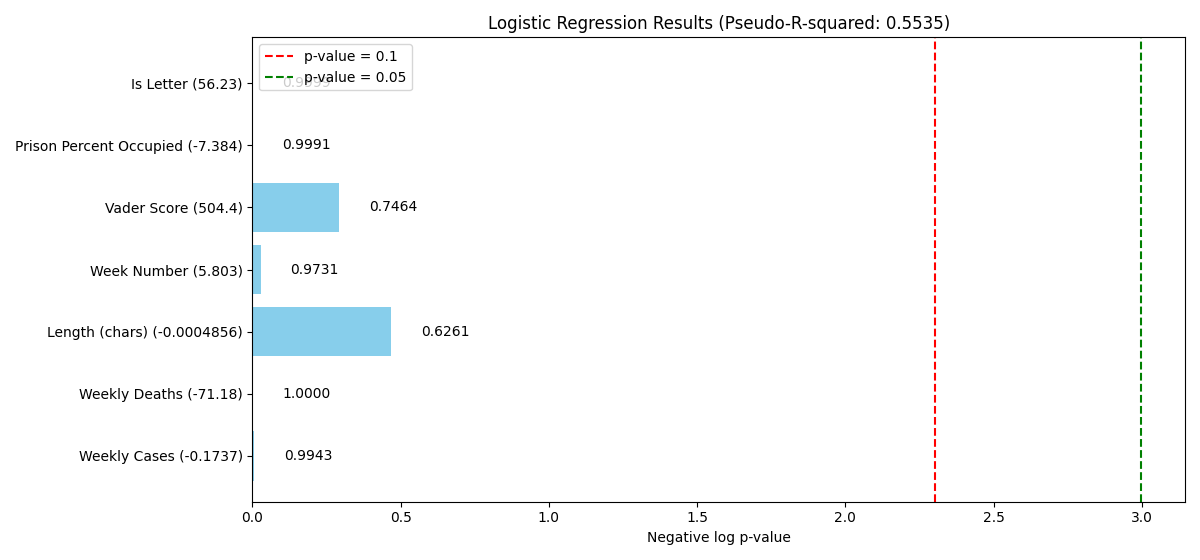 Logistic Regression Results (Pseudo-R-squared: 0.5535)
p-value = 0.1
p-value = 0.05
Is Letter (56.23)
Prison Percent Occupied (-7.384) 0.9991
Vader Score (504.4) 0.7464
Week Number (5.803) 0.9731
Length (chars) (-0.0004856) 0.6261
Weekly Deaths (-71.18) 1.0000
Weekly Cases (-0.1737) 0.9943
0.0 0.5 1.0 1.5 2.0 2.5 3.0
Negative log p-value